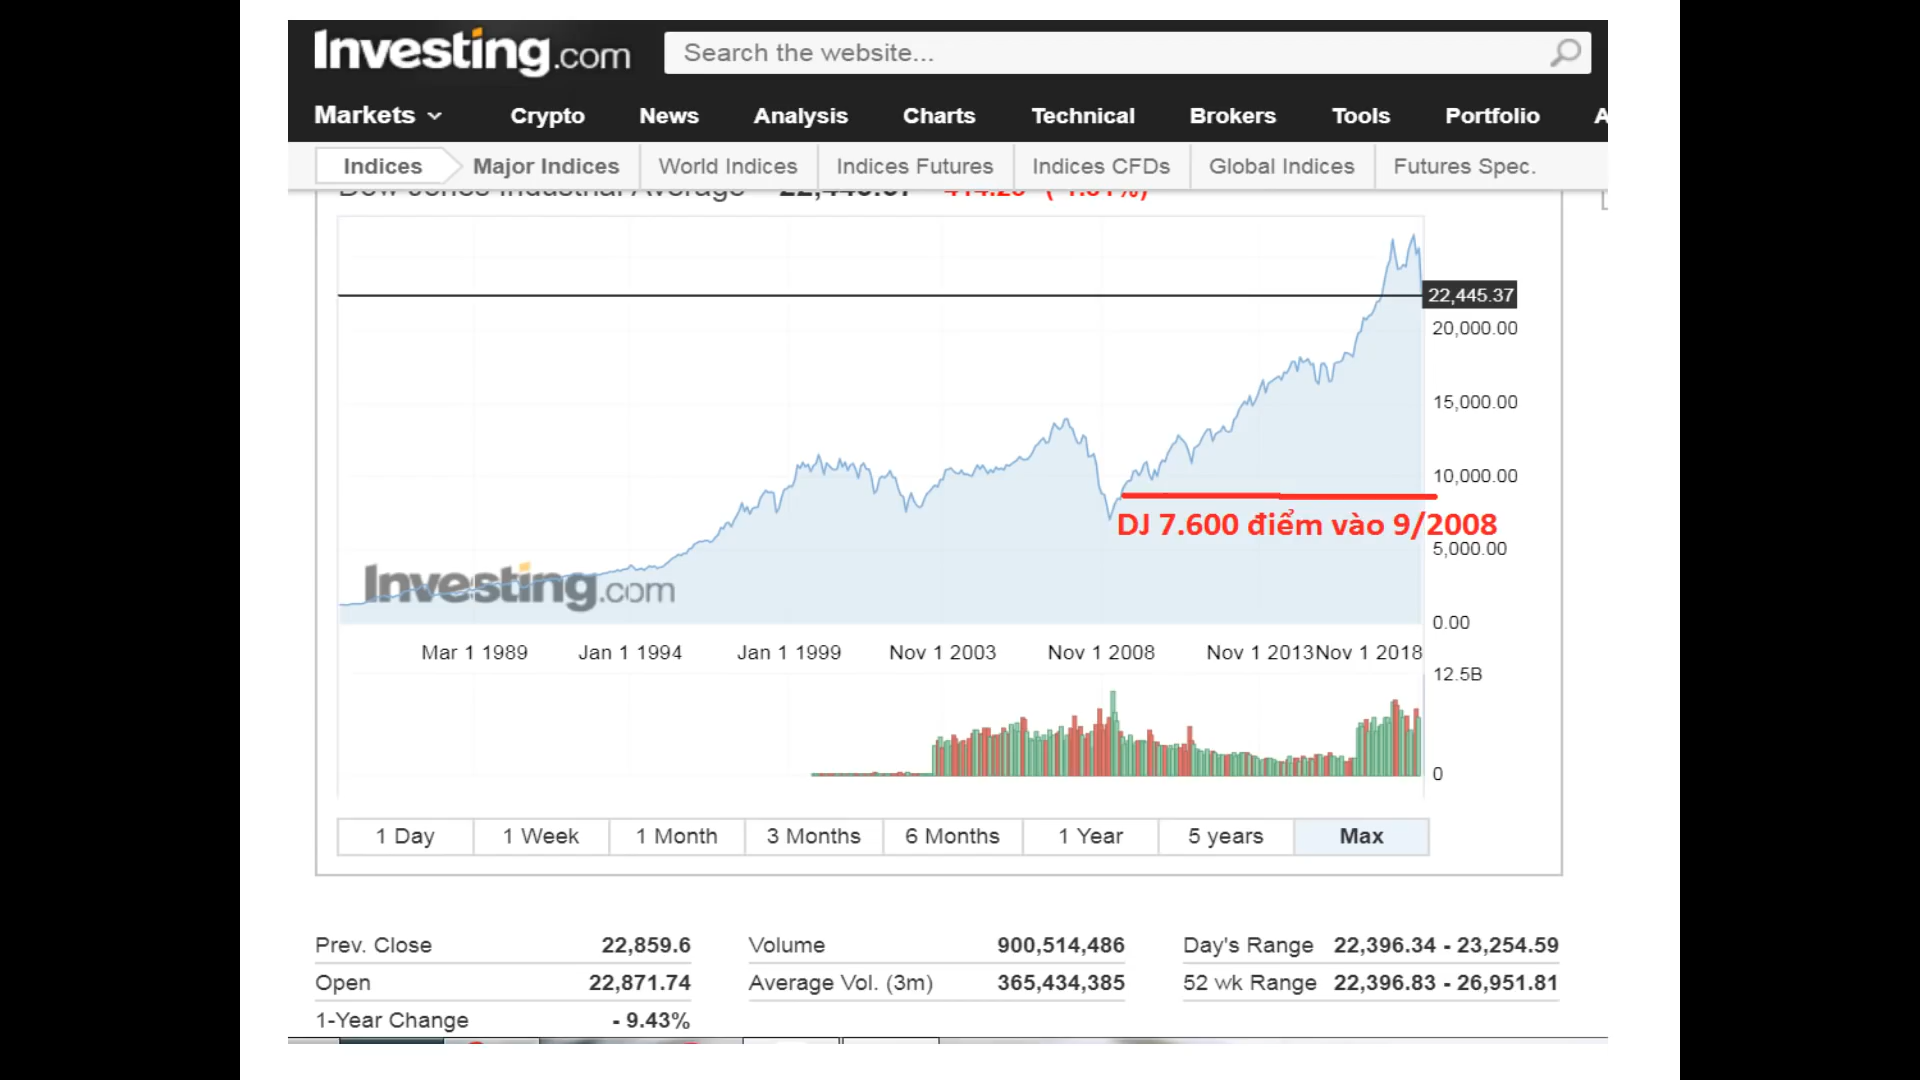 Investing.com
Search the website...
Markets Crypto News Analysis Charts Technical Brokers Tools Portfolio A
Indices Major Indices World Indices Indices Futures Indices CFDs Global Indices Futures Spec.
Dow Jones Industrial Average
22,445.37
20,000.00
15,000.00
10,000.00
DJ 7.600 điểm vào 9/2008
5,000.00
Investing.com
0.00
Mar 1 1989 Jan 1 1994 Jan 1 1999 Nov 1 2003 Nov 1 2008 Nov 1 2013 Nov 1 2018
12.5B
0
1 Day 1 Week 1 Month 3 Months 6 Months 1 Year 5 years Max
Prev. Close 22,859.6 Volume 900,514,486 Day's Range 22,396.34 - 23,254.59
Open 22,871.74 Average Vol. (3m) 365,434,385 52 wk Range 22,396.83 - 26,951.81
1-Year Change - 9.43%